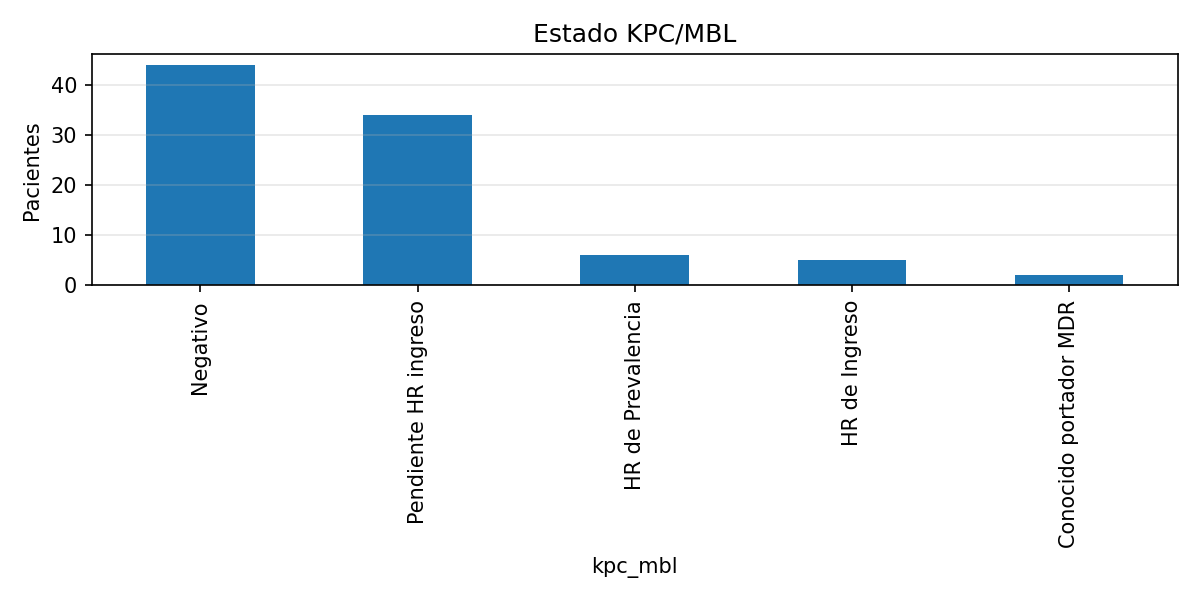 Estado KPC/MBL
Pacientes
40
30
20
10
0
Negativo
Pendiente HR ingreso
HR de Prevalencia
HR de Ingreso
Conocido portador MDR
kpc_mbl